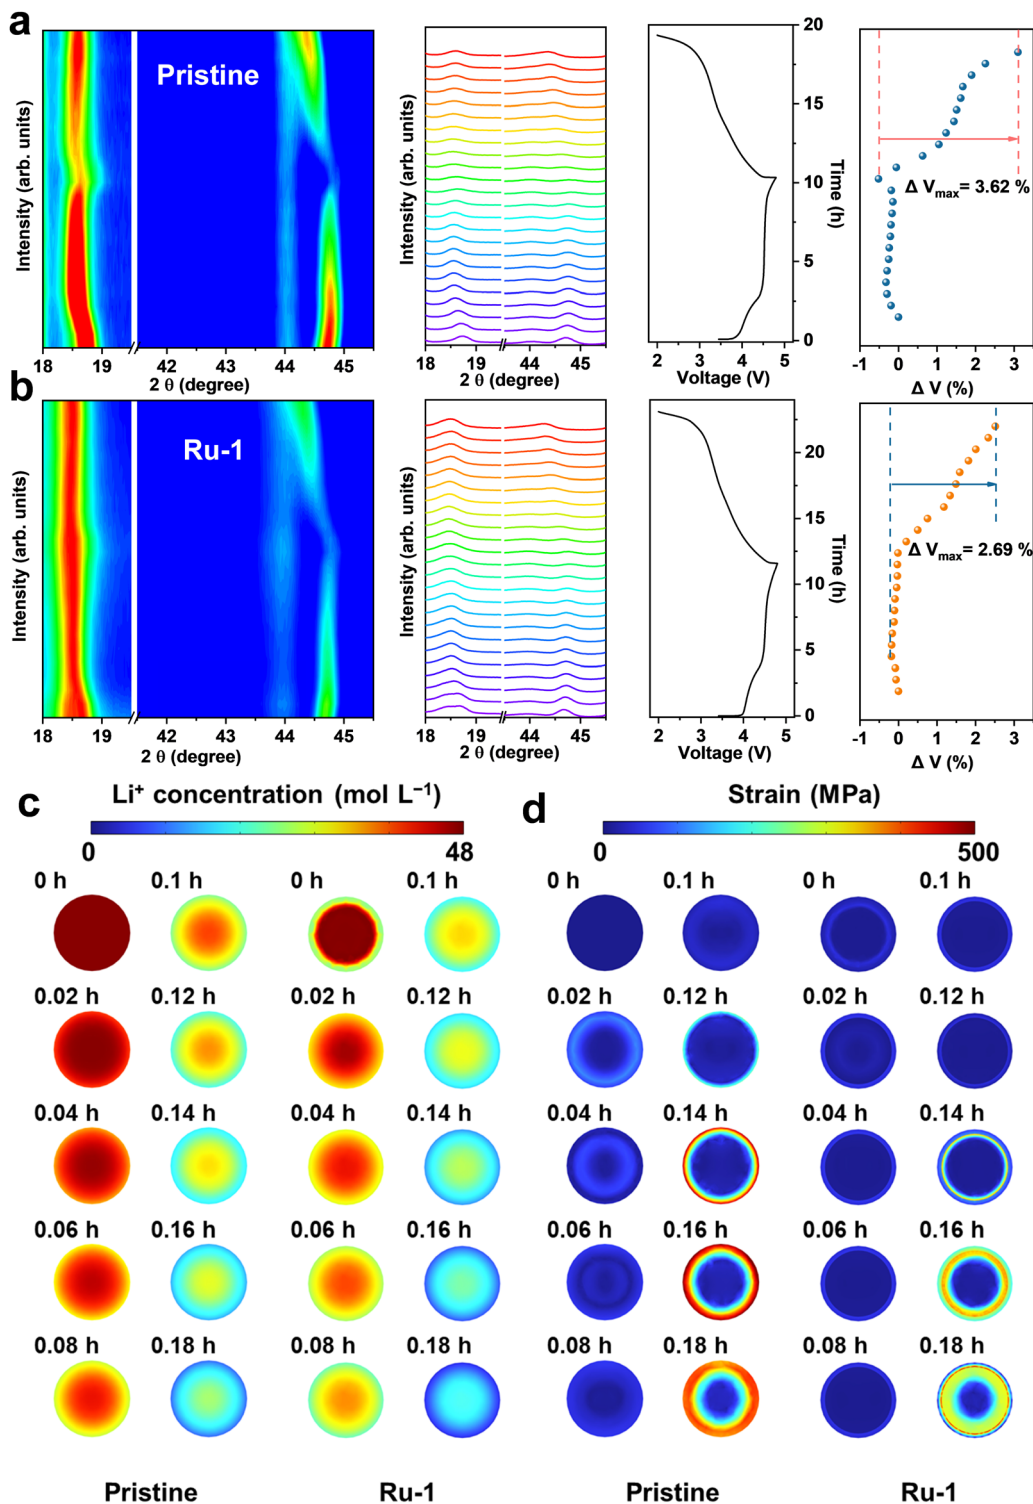 a
Pristine
Intensity (arb. units)
18 19 42 43 44 45
2 θ (degree)
Intensity (arb. units)
18 19 44 45
2 θ (degree)
2 3 4 5
Voltage (V)
0 5 10 15 20
Time (h)
Δ Vmax= 3.62 %
-1 0 1 2 3
Δ V (%)
b
Ru-1
Intensity (arb. units)
18 19 42 43 44 45
2 θ (degree)
Intensity (arb. units)
18 19 44 45
2 θ (degree)
2 3 4 5
Voltage (V)
0 5 10 15 20
Time (h)
Δ Vmax= 2.69 %
-1 0 1 2 3
Δ V (%)
c
Li⁺ concentration (mol L⁻¹)
0 48
0 h 0.1 h 0 h 0.1 h
0.02 h 0.12 h 0.02 h 0.12 h
0.04 h 0.14 h 0.04 h 0.14 h
0.06 h 0.16 h 0.06 h 0.16 h
0.08 h 0.18 h 0.08 h 0.18 h
Pristine Ru-1
d
Strain (MPa)
0 500
0 h 0.1 h 0 h 0.1 h
0.02 h 0.12 h 0.02 h 0.12 h
0.04 h 0.14 h 0.04 h 0.14 h
0.06 h 0.16 h 0.06 h 0.16 h
0.08 h 0.18 h 0.08 h 0.18 h
Pristine Ru-1